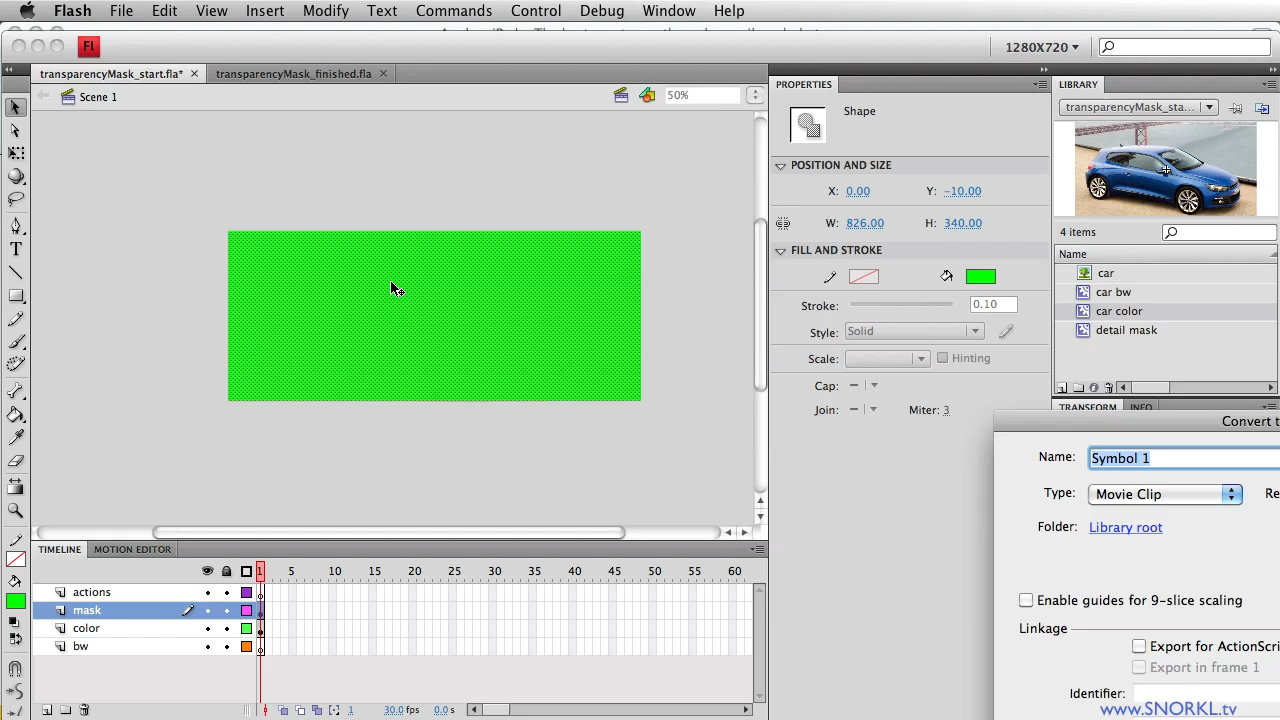 Flash File Edit View Insert Modify Text Commands Control Debug Window Help
Fl 1280X720
transparencyMask_start.fla* transparencyMask_finished.fla
Scene 1 50%
PROPERTIES
Shape
POSITION AND SIZE
X: 0.00 Y: -10.00
W: 826.00 H: 340.00
FILL AND STROKE
Stroke: 0.10
Style: Solid
Scale: Hinting
Cap: –
Join: – Miter: 3
LIBRARY
transparencyMask_sta...
4 items
Name
car
car bw
car color
detail mask
TRANSFORM INFO
Convert t
Name: Symbol 1
Type: Movie Clip Re
Folder: Library root
Enable guides for 9-slice scaling
Linkage
Export for ActionScri
Export in frame 1
Identifier:
www.SNORKL.tv
TIMELINE MOTION EDITOR
1 5 10 15 20 25 30 35 40 45 50 55 60
actions
mask
color
bw
1 30.0 fps 0.0 s